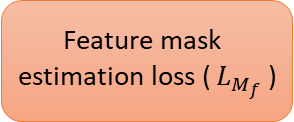 Feature mask
estimation loss ( $L_{M_f}$ )